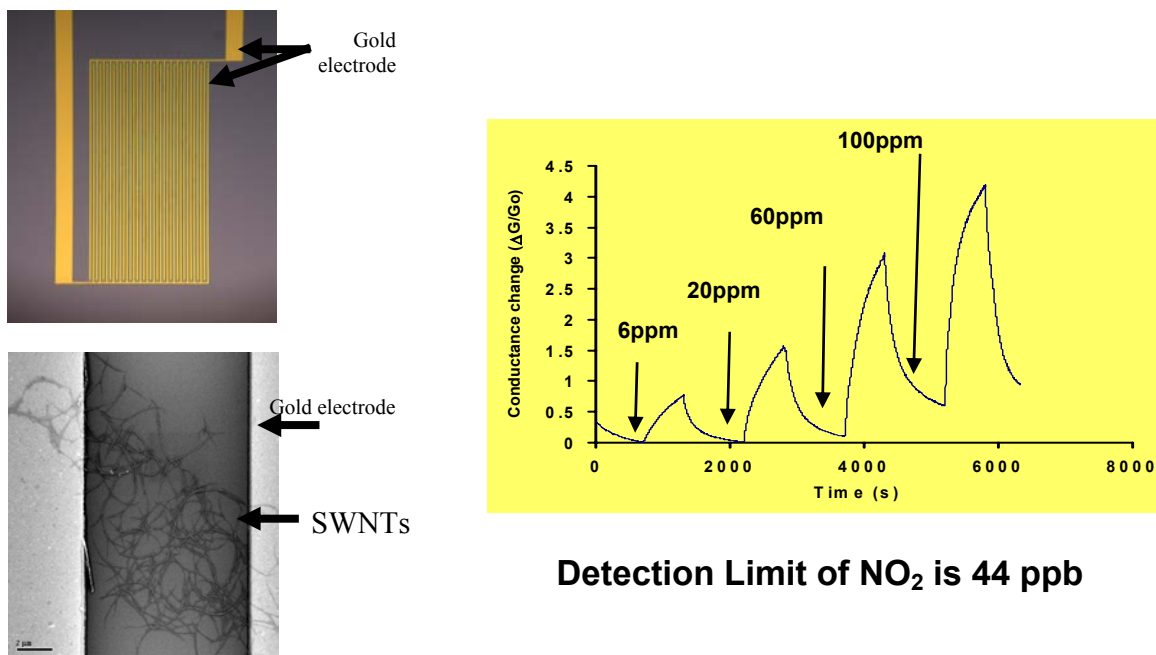 Gold
electrode
Gold electrode
SWNTs
2 µm
100ppm
60ppm
20ppm
6ppm
Conductance change (ΔG/Go)
4.5
4
3.5
3
2.5
2
1.5
1
0.5
0
0 2000 4000 6000 8000
Time (s)
Detection Limit of NO₂ is 44 ppb